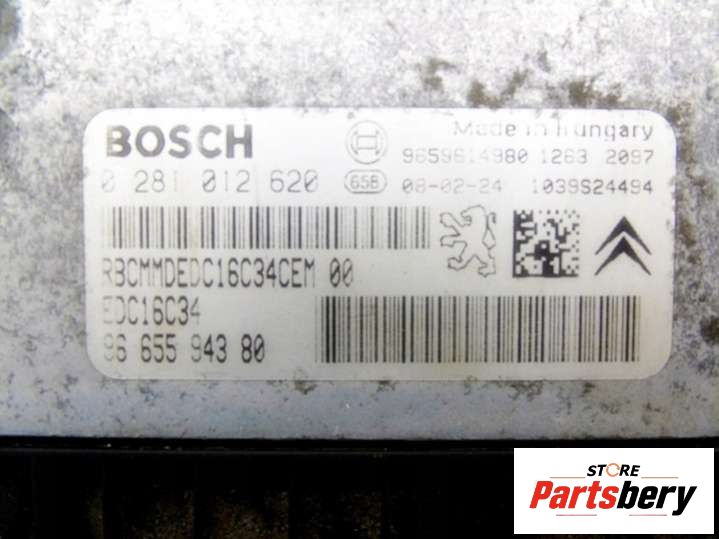 BOSCH
Made in Hungary
9659614980 1263 2097
0 281 012 620
65B
08-02-24
1039S24494
RBCMMDEDC16C34CEM 00
EDC16C34
96 655 943 80
STORE
Partsbery